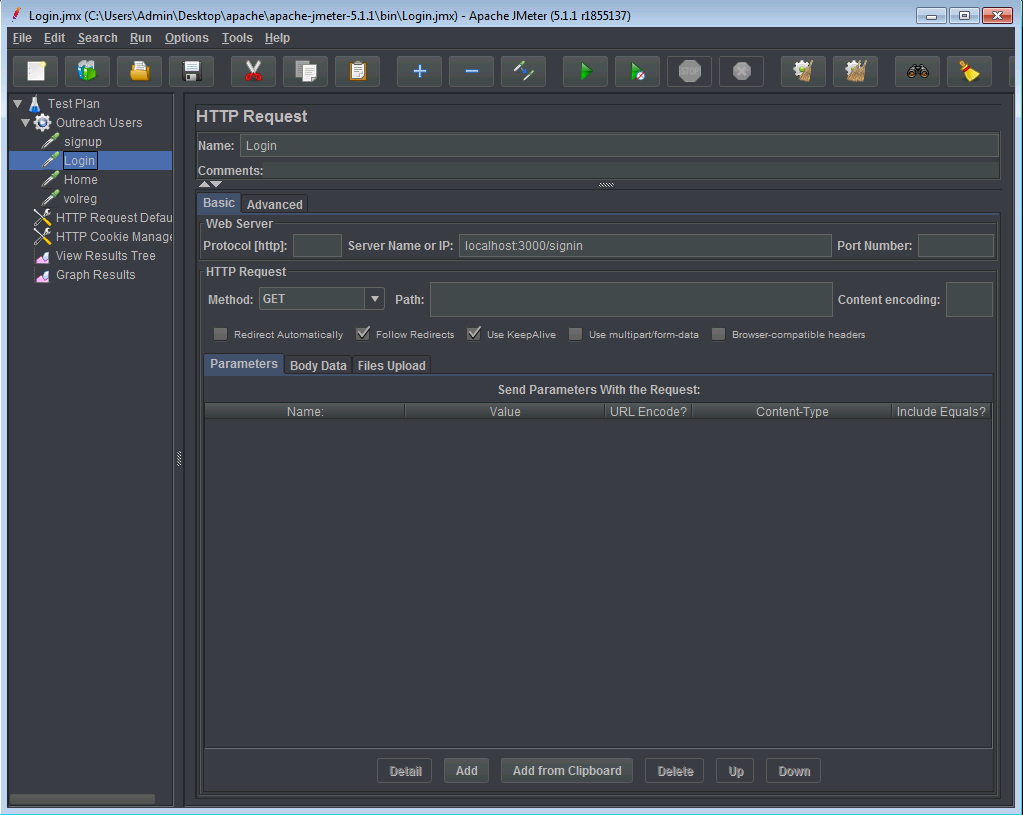 Login.jmx (C:\Users\Admin\Desktop\apache\apache-jmeter-5.1.1\bin\Login.jmx) - Apache JMeter (5.1.1 r1855137)
File Edit Search Run Options Tools Help
STOP
Test Plan
Outreach Users
signup
Login
Home
volreg
HTTP Request Defau
HTTP Cookie Manage
View Results Tree
Graph Results
HTTP Request
Name: Login
Comments:
Basic Advanced
Web Server
Protocol [http]: Server Name or IP: localhost:3000/signin Port Number:
HTTP Request
Method: GET Path: Content encoding:
Redirect Automatically Follow Redirects Use KeepAlive Use multipart/form-data Browser-compatible headers
Parameters Body Data Files Upload
Send Parameters With the Request:
Name: Value URL Encode? Content-Type Include Equals?
Detail Add Add from Clipboard Delete Up Down